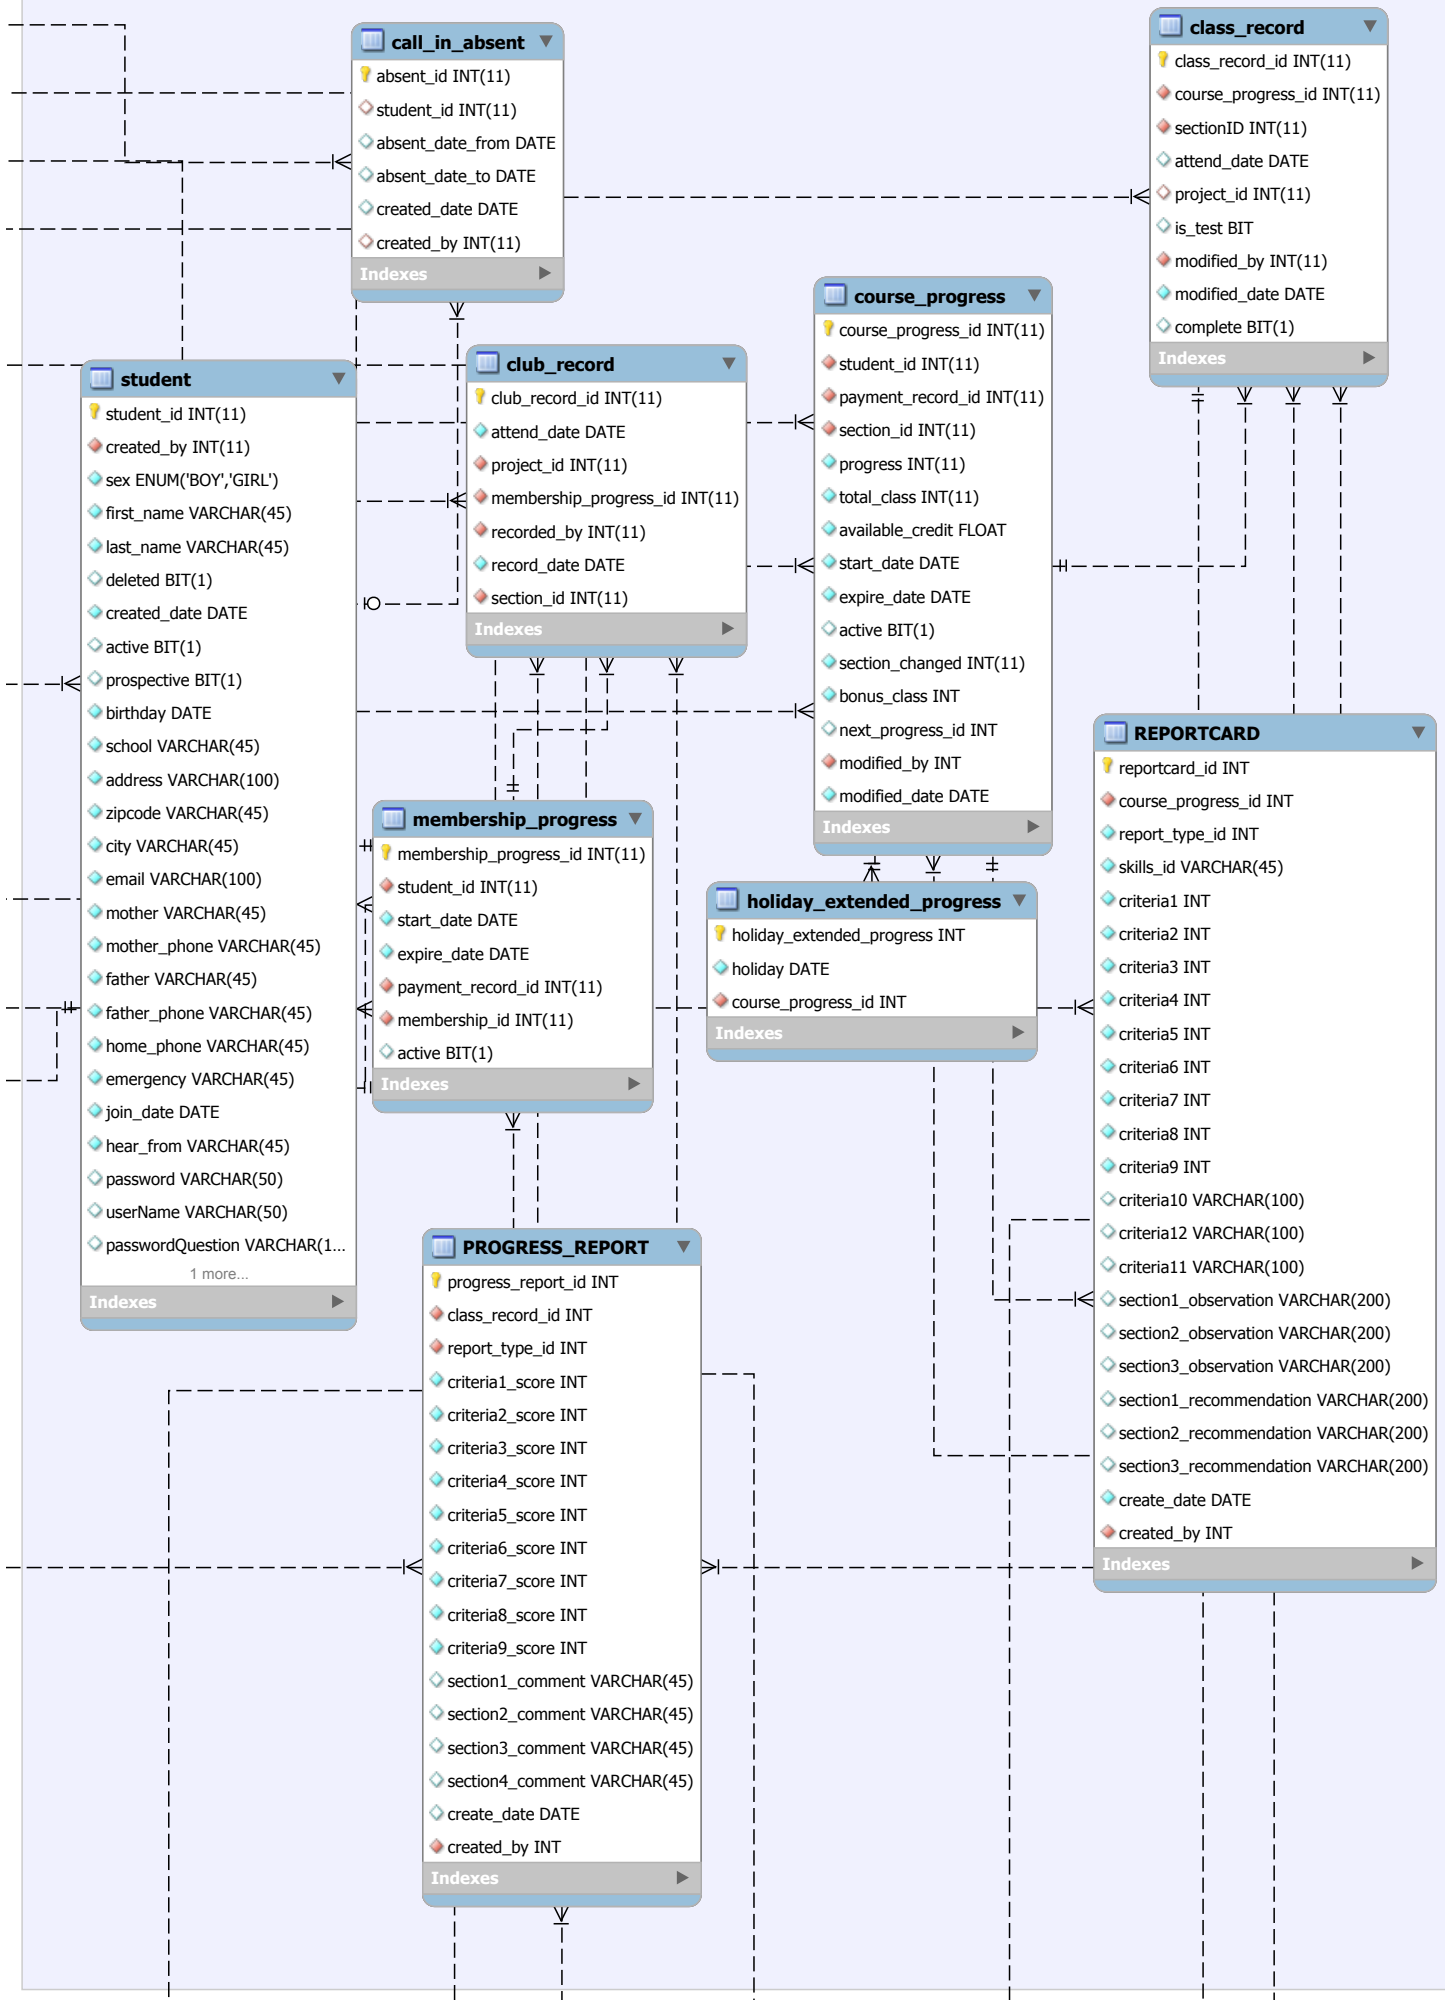 call_in_absent
absent_id INT(11)
student_id INT(11)
absent_date_from DATE
absent_date_to DATE
created_date DATE
created_by INT(11)
Indexes
class_record
class_record_id INT(11)
course_progress_id INT(11)
sectionID INT(11)
attend_date DATE
project_id INT(11)
is_test BIT
modified_by INT(11)
modified_date DATE
complete BIT(1)
Indexes
course_progress
course_progress_id INT(11)
student_id INT(11)
payment_record_id INT(11)
section_id INT(11)
progress INT(11)
total_class INT(11)
available_credit FLOAT
start_date DATE
expire_date DATE
active BIT(1)
section_changed INT(11)
bonus_class INT
next_progress_id INT
modified_by INT
modified_date DATE
Indexes
club_record
club_record_id INT(11)
attend_date DATE
project_id INT(11)
membership_progress_id INT(11)
recorded_by INT(11)
record_date DATE
section_id INT(11)
Indexes
student
student_id INT(11)
created_by INT(11)
sex ENUM('BOY','GIRL')
first_name VARCHAR(45)
last_name VARCHAR(45)
deleted BIT(1)
created_date DATE
active BIT(1)
prospective BIT(1)
birthday DATE
school VARCHAR(45)
address VARCHAR(100)
zipcode VARCHAR(45)
city VARCHAR(45)
email VARCHAR(100)
mother VARCHAR(45)
mother_phone VARCHAR(45)
father VARCHAR(45)
father_phone VARCHAR(45)
home_phone VARCHAR(45)
emergency VARCHAR(45)
join_date DATE
hear_from VARCHAR(45)
password VARCHAR(50)
userName VARCHAR(50)
passwordQuestion VARCHAR(1...
1 more...
Indexes
membership_progress
membership_progress_id INT(11)
student_id INT(11)
start_date DATE
expire_date DATE
payment_record_id INT(11)
membership_id INT(11)
active BIT(1)
Indexes
holiday_extended_progress
holiday_extended_progress INT
holiday DATE
course_progress_id INT
Indexes
REPORTCARD
reportcard_id INT
course_progress_id INT
report_type_id INT
skills_id VARCHAR(45)
criteria1 INT
criteria2 INT
criteria3 INT
criteria4 INT
criteria5 INT
criteria6 INT
criteria7 INT
criteria8 INT
criteria9 INT
criteria10 VARCHAR(100)
criteria12 VARCHAR(100)
criteria11 VARCHAR(100)
section1_observation VARCHAR(200)
section2_observation VARCHAR(200)
section3_observation VARCHAR(200)
section1_recommendation VARCHAR(200)
section2_recommendation VARCHAR(200)
section3_recommendation VARCHAR(200)
create_date DATE
created_by INT
Indexes
PROGRESS_REPORT
progress_report_id INT
class_record_id INT
report_type_id INT
criteria1_score INT
criteria2_score INT
criteria3_score INT
criteria4_score INT
criteria5_score INT
criteria6_score INT
criteria7_score INT
criteria8_score INT
criteria9_score INT
section1_comment VARCHAR(45)
section2_comment VARCHAR(45)
section3_comment VARCHAR(45)
section4_comment VARCHAR(45)
create_date DATE
created_by INT
Indexes